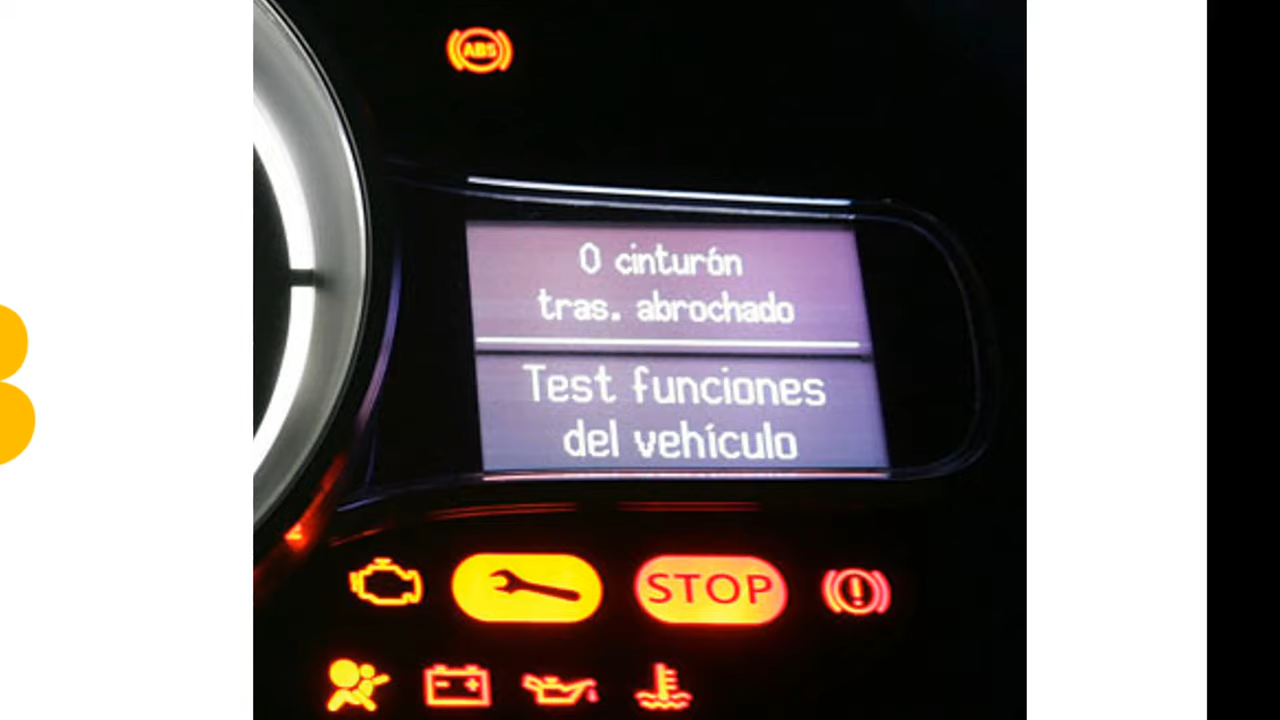 ABS
0 cinturón
tras. abrochado
Test funciones
del vehículo
STOP